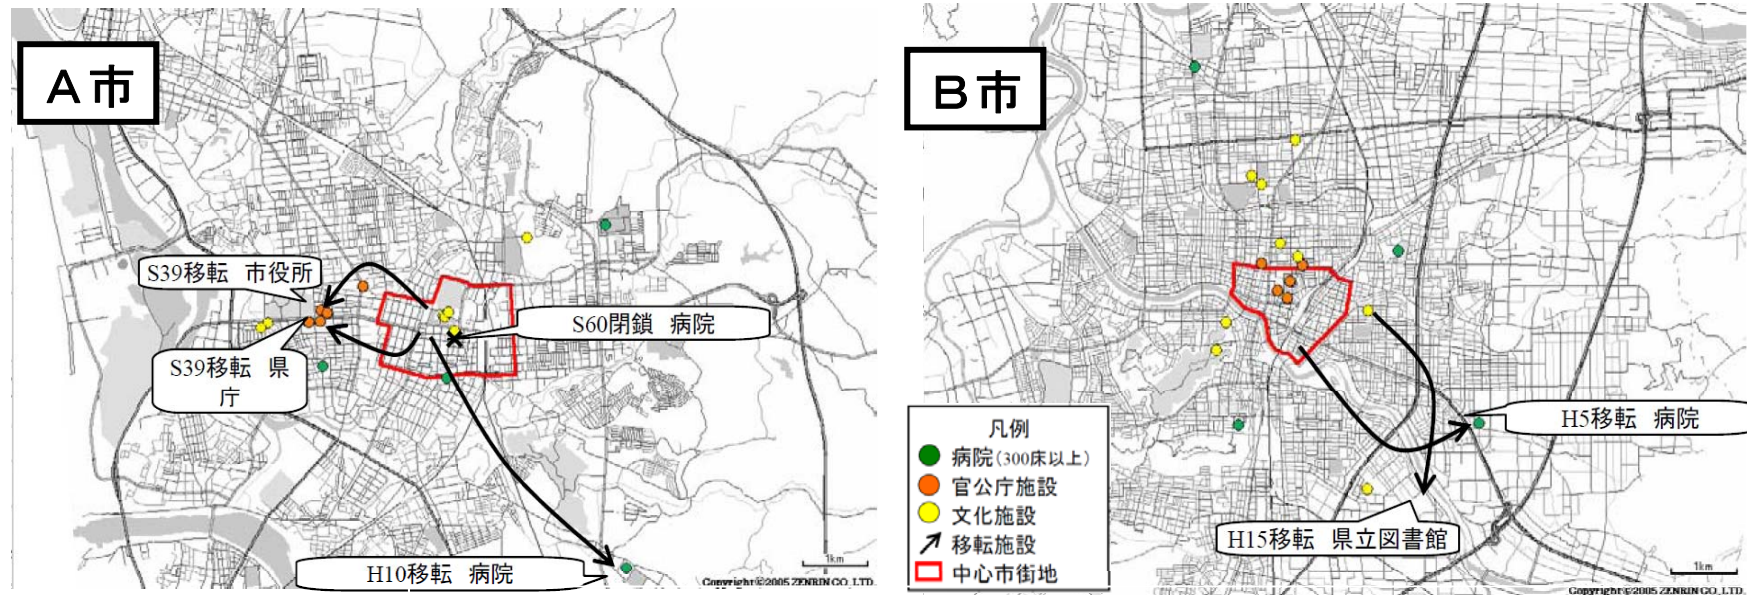 A市
S39移転　市役所
S60閉鎖　病院
S39移転　県
庁
H10移転　病院
1km
Copyright©2005 ZENRIN CO., LTD.
B市
H5移転　病院
H15移転　県立図書館
凡例
病院(300床以上)
官公庁施設
文化施設
移転施設
中心市街地
1km
Copyright©2005 ZENRIN CO., LTD.